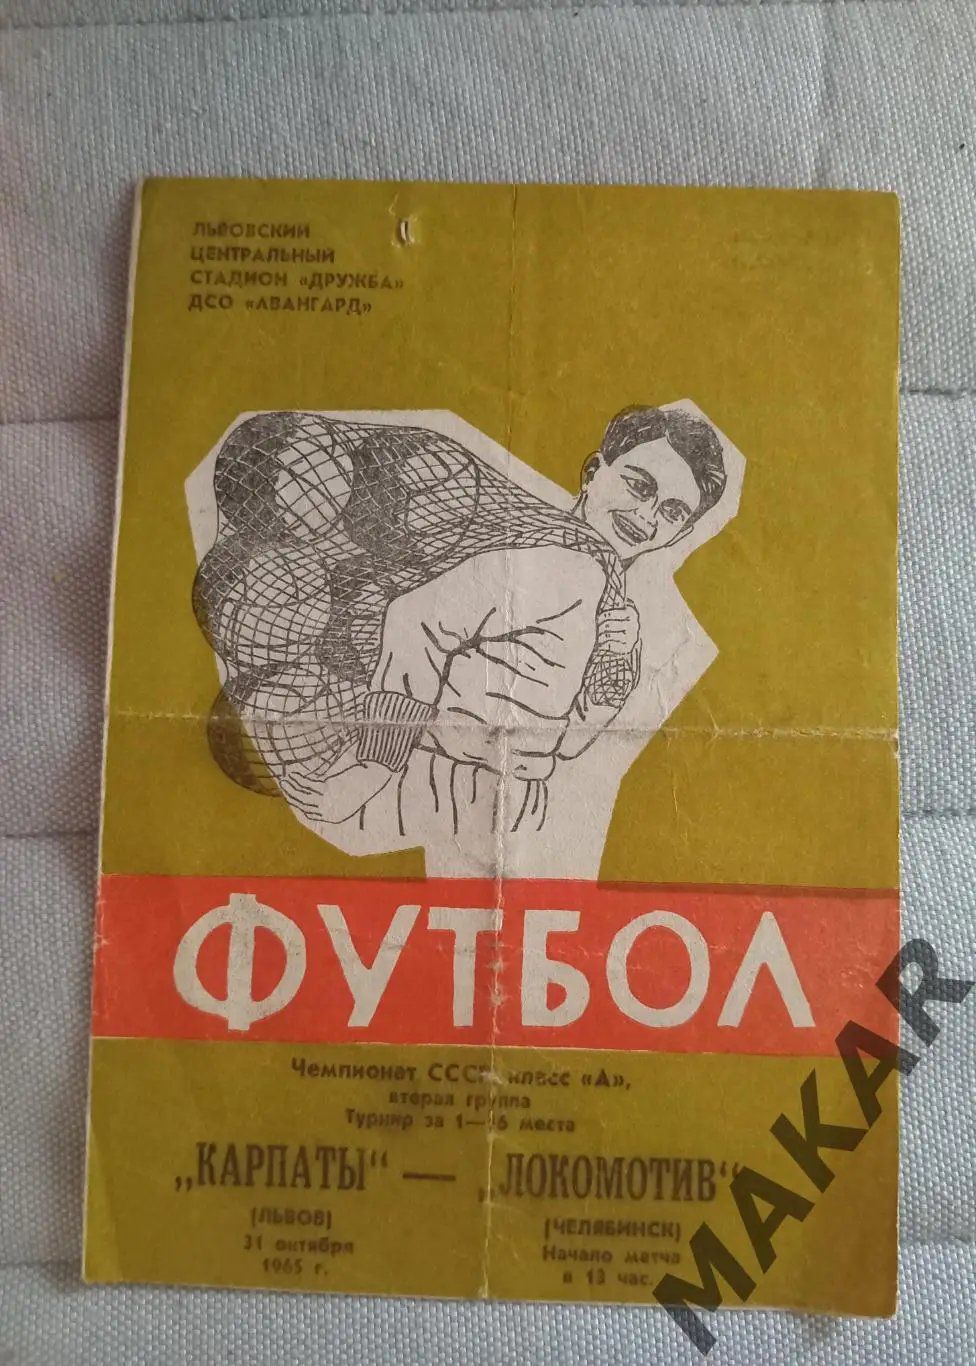 ЛЬВОВСКИЙ
ЦЕНТРАЛЬНЫЙ
СТАДИОН «ДРУЖБА»
ДСО «АВАНГАРД»
ФУТБОЛ
Чемпионат СССР, класс «А»,
вторая группа
Турнир за 1— 6 места
„КАРПАТЫ“ — „ЛОКОМОТИВ“
(ЛЬВОВ)
31 октября
1965 г.
(ЧЕЛЯБИНСК)
Начало матча
в 13 час.
MAKAR